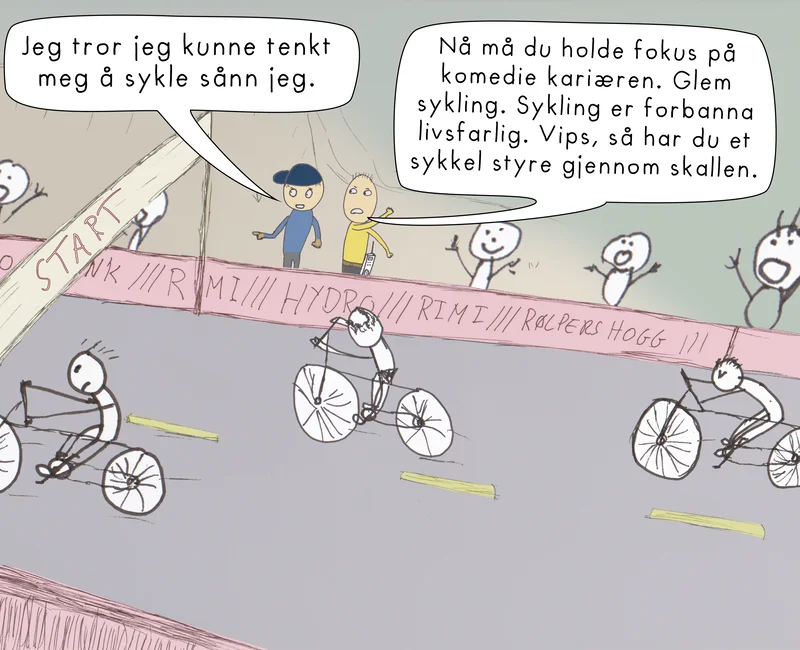 Jeg tror jeg kunne tenkt
meg å sykle sånn jeg.
Nå må du holde fokus på
komedie kariæren. Glem
sykling. Sykling er forbanna
livsfarlig. Vips, så har du et
sykkel styre gjennom skallen.
START
O NK /// RIMI /// HYDRO /// RIMI /// RØLPERS HOGG ///